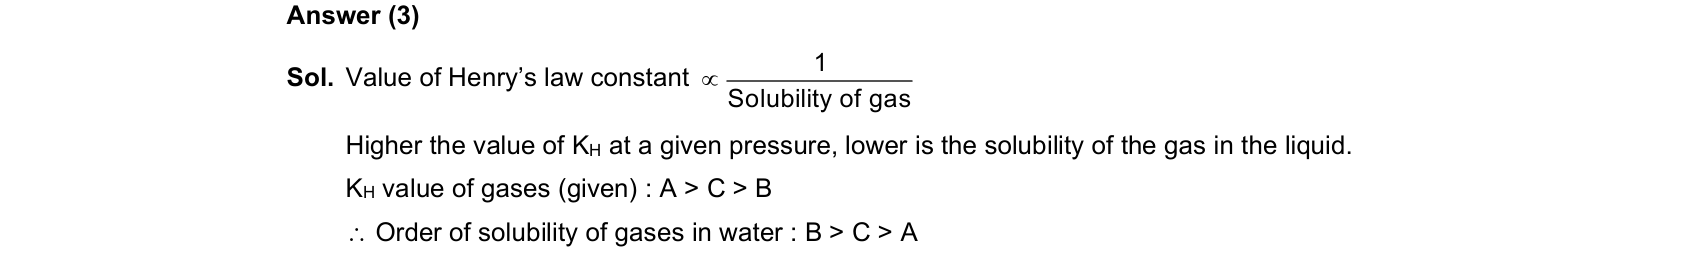 Answer (3)
Sol. Value of Henry's law constant ∝ 1 / Solubility of gas
Higher the value of KH at a given pressure, lower is the solubility of the gas in the liquid.
KH value of gases (given) : A > C > B
∴ Order of solubility of gases in water : B > C > A